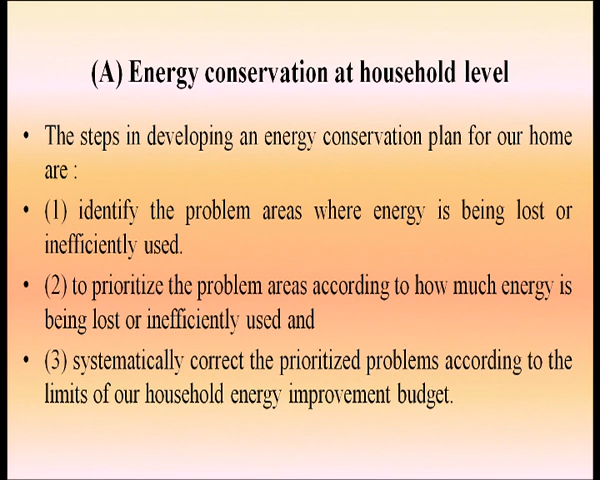 (A) Energy conservation at household level
• The steps in developing an energy conservation plan for our home
are :
• (1) identify the problem areas where energy is being lost or
inefficiently used.
• (2) to prioritize the problem areas according to how much energy is
being lost or inefficiently used and
• (3) systematically correct the prioritized problems according to the
limits of our household energy improvement budget.